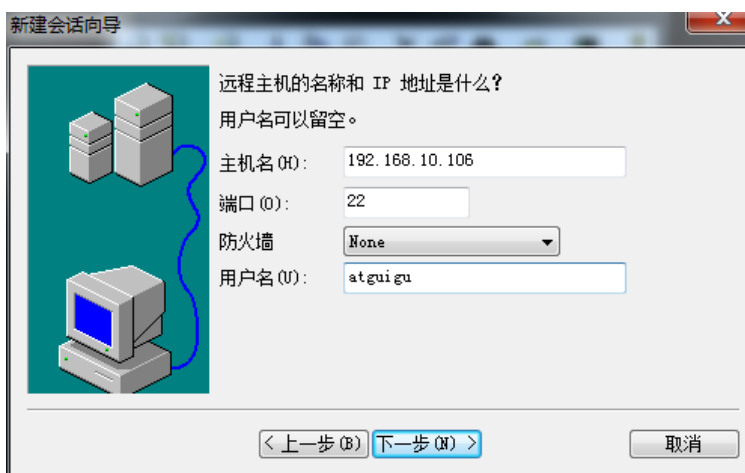 新建会话向导
远程主机的名称和 IP 地址是什么?
用户名可以留空。
主机名(H): 192.168.10.106
端口(O): 22
防火墙 None
用户名(U): atguigu
< 上一步(B) 下一步(N) > 取消